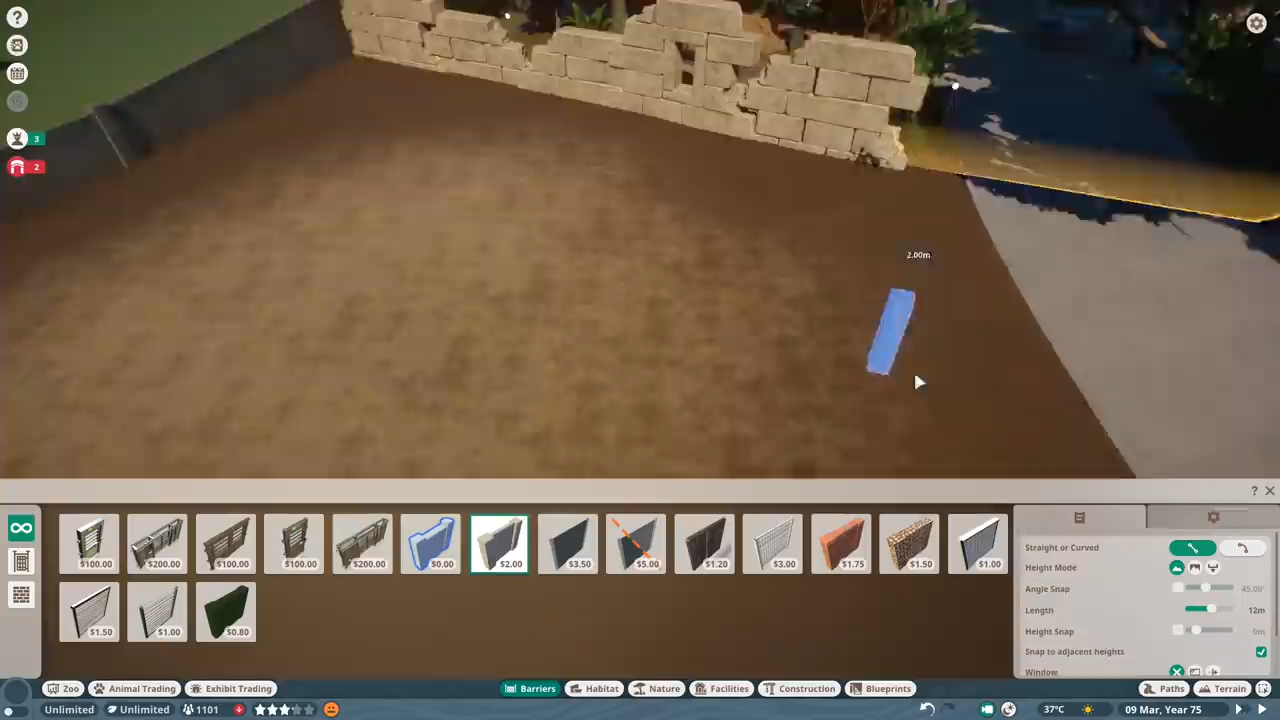 ?
3
2
2.00m
? ×
$100.00 $200.00 $100.00 $100.00 $200.00 $0.00 $2.00 $3.50 $5.00 $1.20 $3.00 $1.75 $1.50 $1.00
$1.50 $1.00 $0.80
Straight or Curved
Height Mode
Angle Snap 45.00°
Length 12m
Height Snap 0m
Snap to adjacent heights
Window
Zoo Animal Trading Exhibit Trading Barriers Habitat Nature Facilities Construction Blueprints Paths Terrain
Unlimited Unlimited 1101 37°C 09 Mar, Year 75